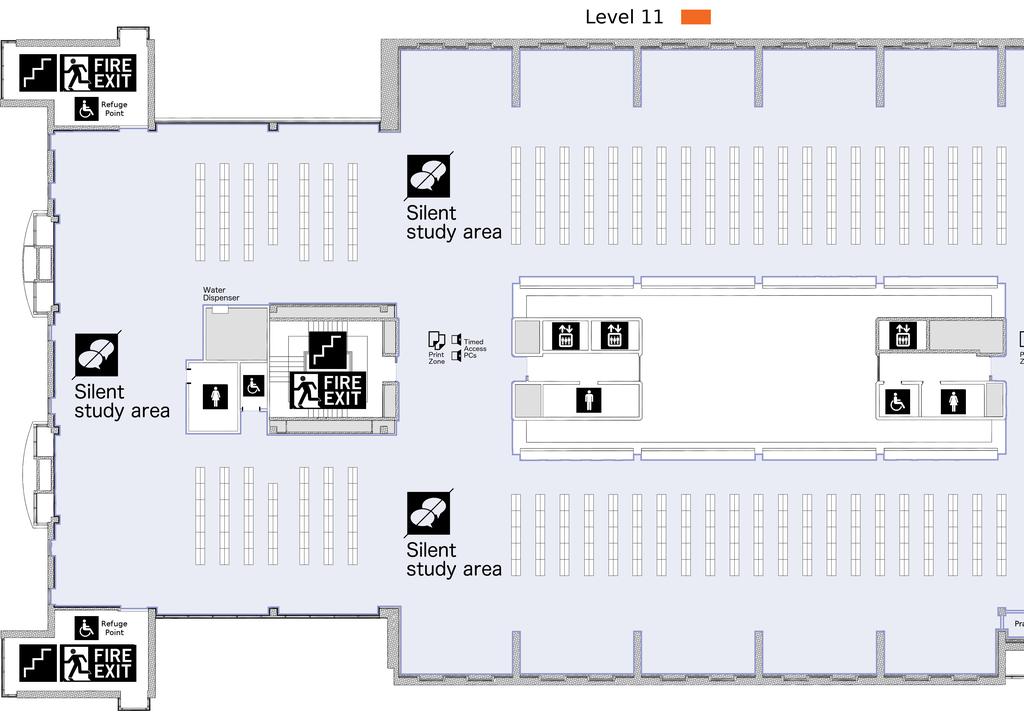 Level 11
FIRE
EXIT
Refuge
Point
Silent
study area
Water
Dispenser
Silent
study area
FIRE
EXIT
Print
Zone
Timed
Access
PCs
Silent
study area
Refuge
Point
FIRE
EXIT
P
Pra